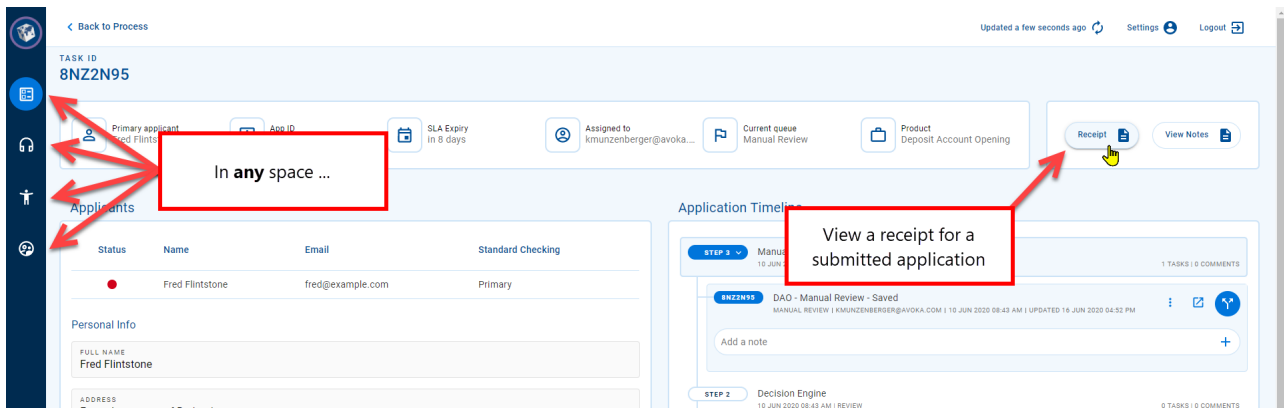 Back to Process
Updated a few seconds ago
Settings
Logout
TASK ID
8NZ2N95
Primary applicant
Fred Flints
App ID
SLA Expiry
In 8 days
Assigned to
kmunzenberger@avoka...
Current queue
Manual Review
Product
Deposit Account Opening
Receipt
View Notes
In any space ...
Applicants
Status Name Email Standard Checking
Fred Flintstone fred@example.com Primary
Personal Info
FULL NAME
Fred Flintstone
ADDRESS
Application Timeline
View a receipt for a
submitted application
STEP 3
Manua
10 JUN
1 TASKS | 0 COMMENTS
8NZ2N95
DAO - Manual Review - Saved
MANUAL REVIEW | KMUNZENBERGER@AVOKA.COM | 10 JUN 2020 08:43 AM | UPDATED 16 JUN 2020 04:52 PM
Add a note
STEP 2
Decision Engine
10 JUN 2020 08:43 AM | REVIEW
0 TASKS | 0 COMMENTS